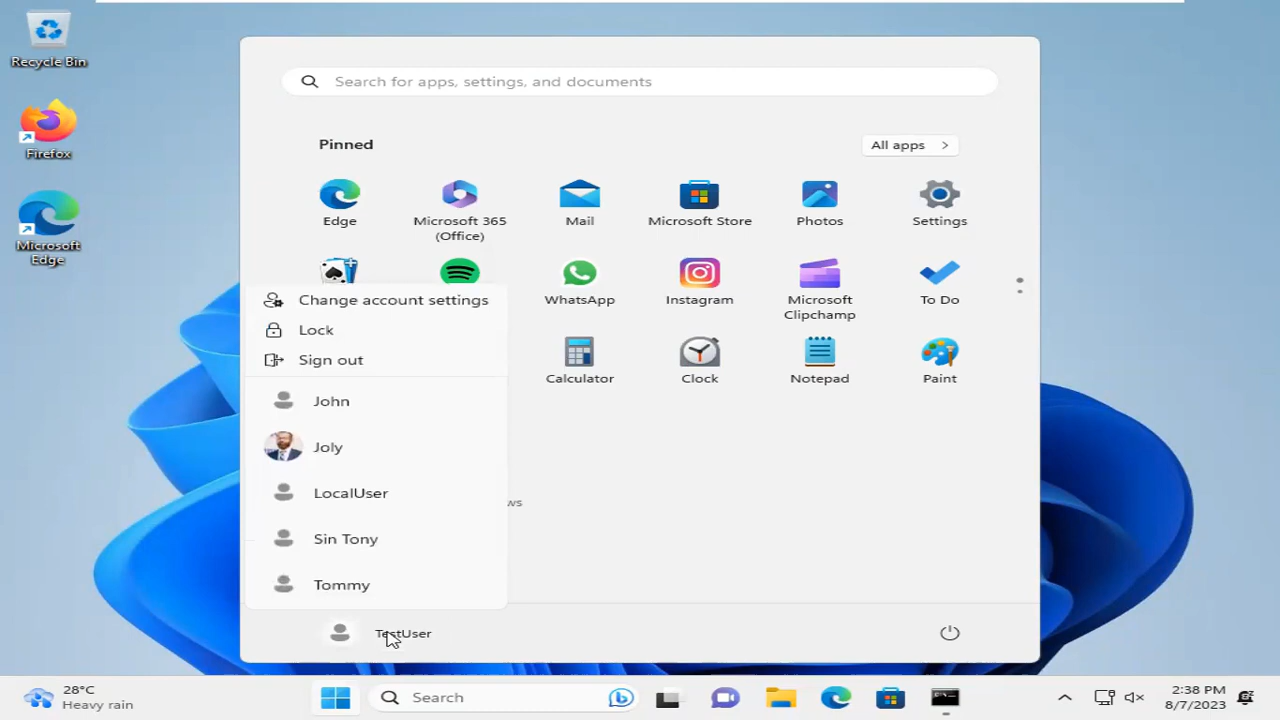 Recycle Bin
Firefox
Microsoft
Edge
Search for apps, settings, and documents
Pinned
All apps
Edge
Microsoft 365
(Office)
Mail
Microsoft Store
Photos
Settings
WhatsApp
Instagram
Microsoft
Clipchamp
To Do
Calculator
Clock
Notepad
Paint
Change account settings
Lock
Sign out
John
Joly
LocalUser
Sin Tony
Tommy
ws
TestUser
28°C
Heavy rain
Search
2:38 PM
8/7/2023